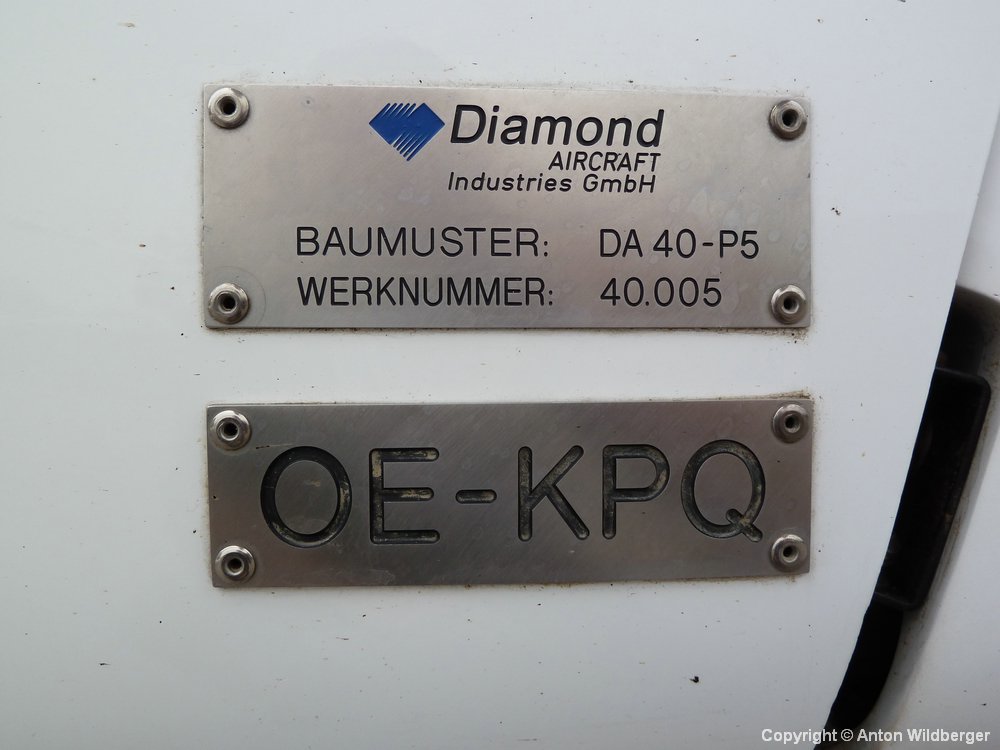 Diamond
AIRCRAFT
Industries GmbH
BAUMUSTER: DA 40-P5
WERKNUMMER: 40.005
OE-KPQ
Copyright © Anton Wildberger